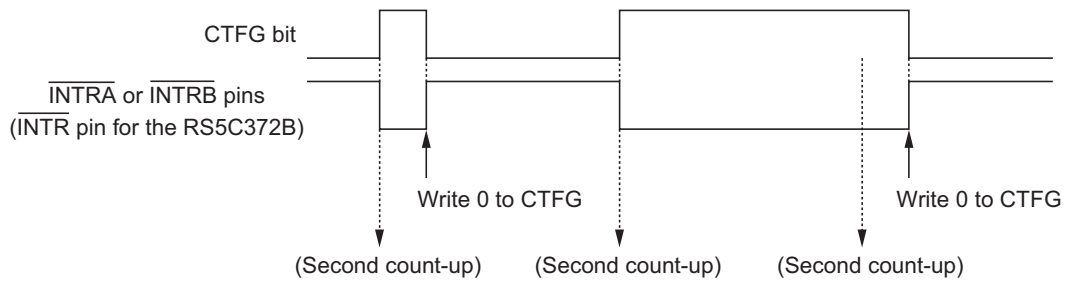 CTFG bit
INTRA or INTRB pins
(INTR pin for the RS5C372B)
Write 0 to CTFG
Write 0 to CTFG
(Second count-up)
(Second count-up)
(Second count-up)